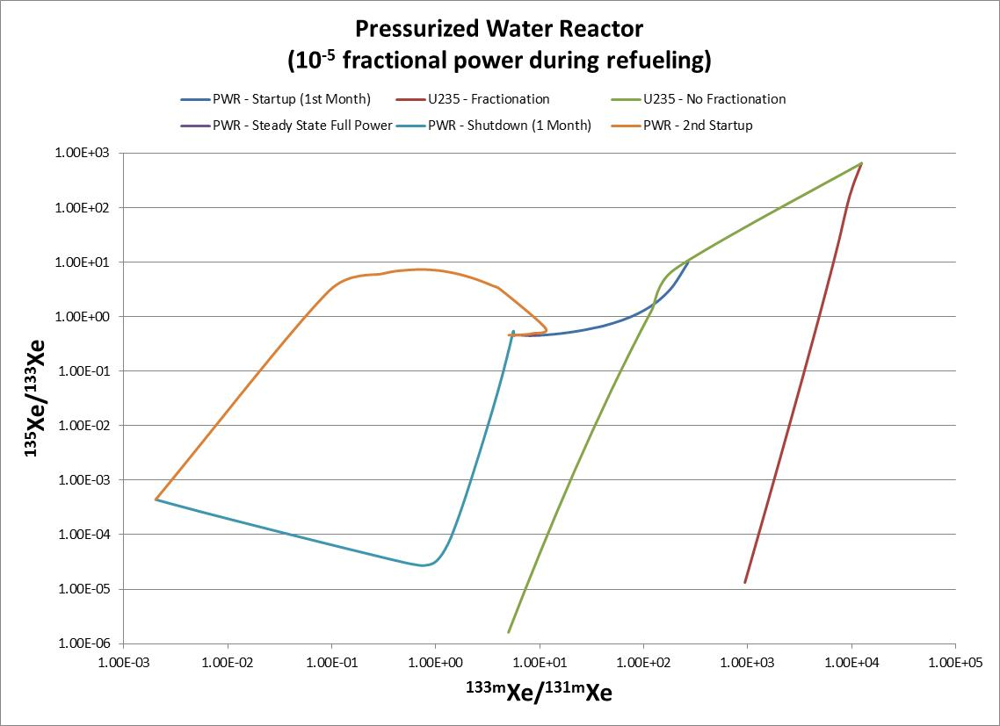 Pressurized Water Reactor
(10⁻⁵ fractional power during refueling)
PWR - Startup (1st Month) U235 - Fractionation U235 - No Fractionation
PWR - Steady State Full Power PWR - Shutdown (1 Month) PWR - 2nd Startup
1.00E+03
1.00E+02
1.00E+01
1.00E+00
1.00E-01
1.00E-02
1.00E-03
1.00E-04
1.00E-05
1.00E-06
¹³⁵Xe/¹³³Xe
1.00E-03 1.00E-02 1.00E-01 1.00E+00 1.00E+01 1.00E+02 1.00E+03 1.00E+04 1.00E+05
¹³³ᵐXe/¹³¹ᵐXe